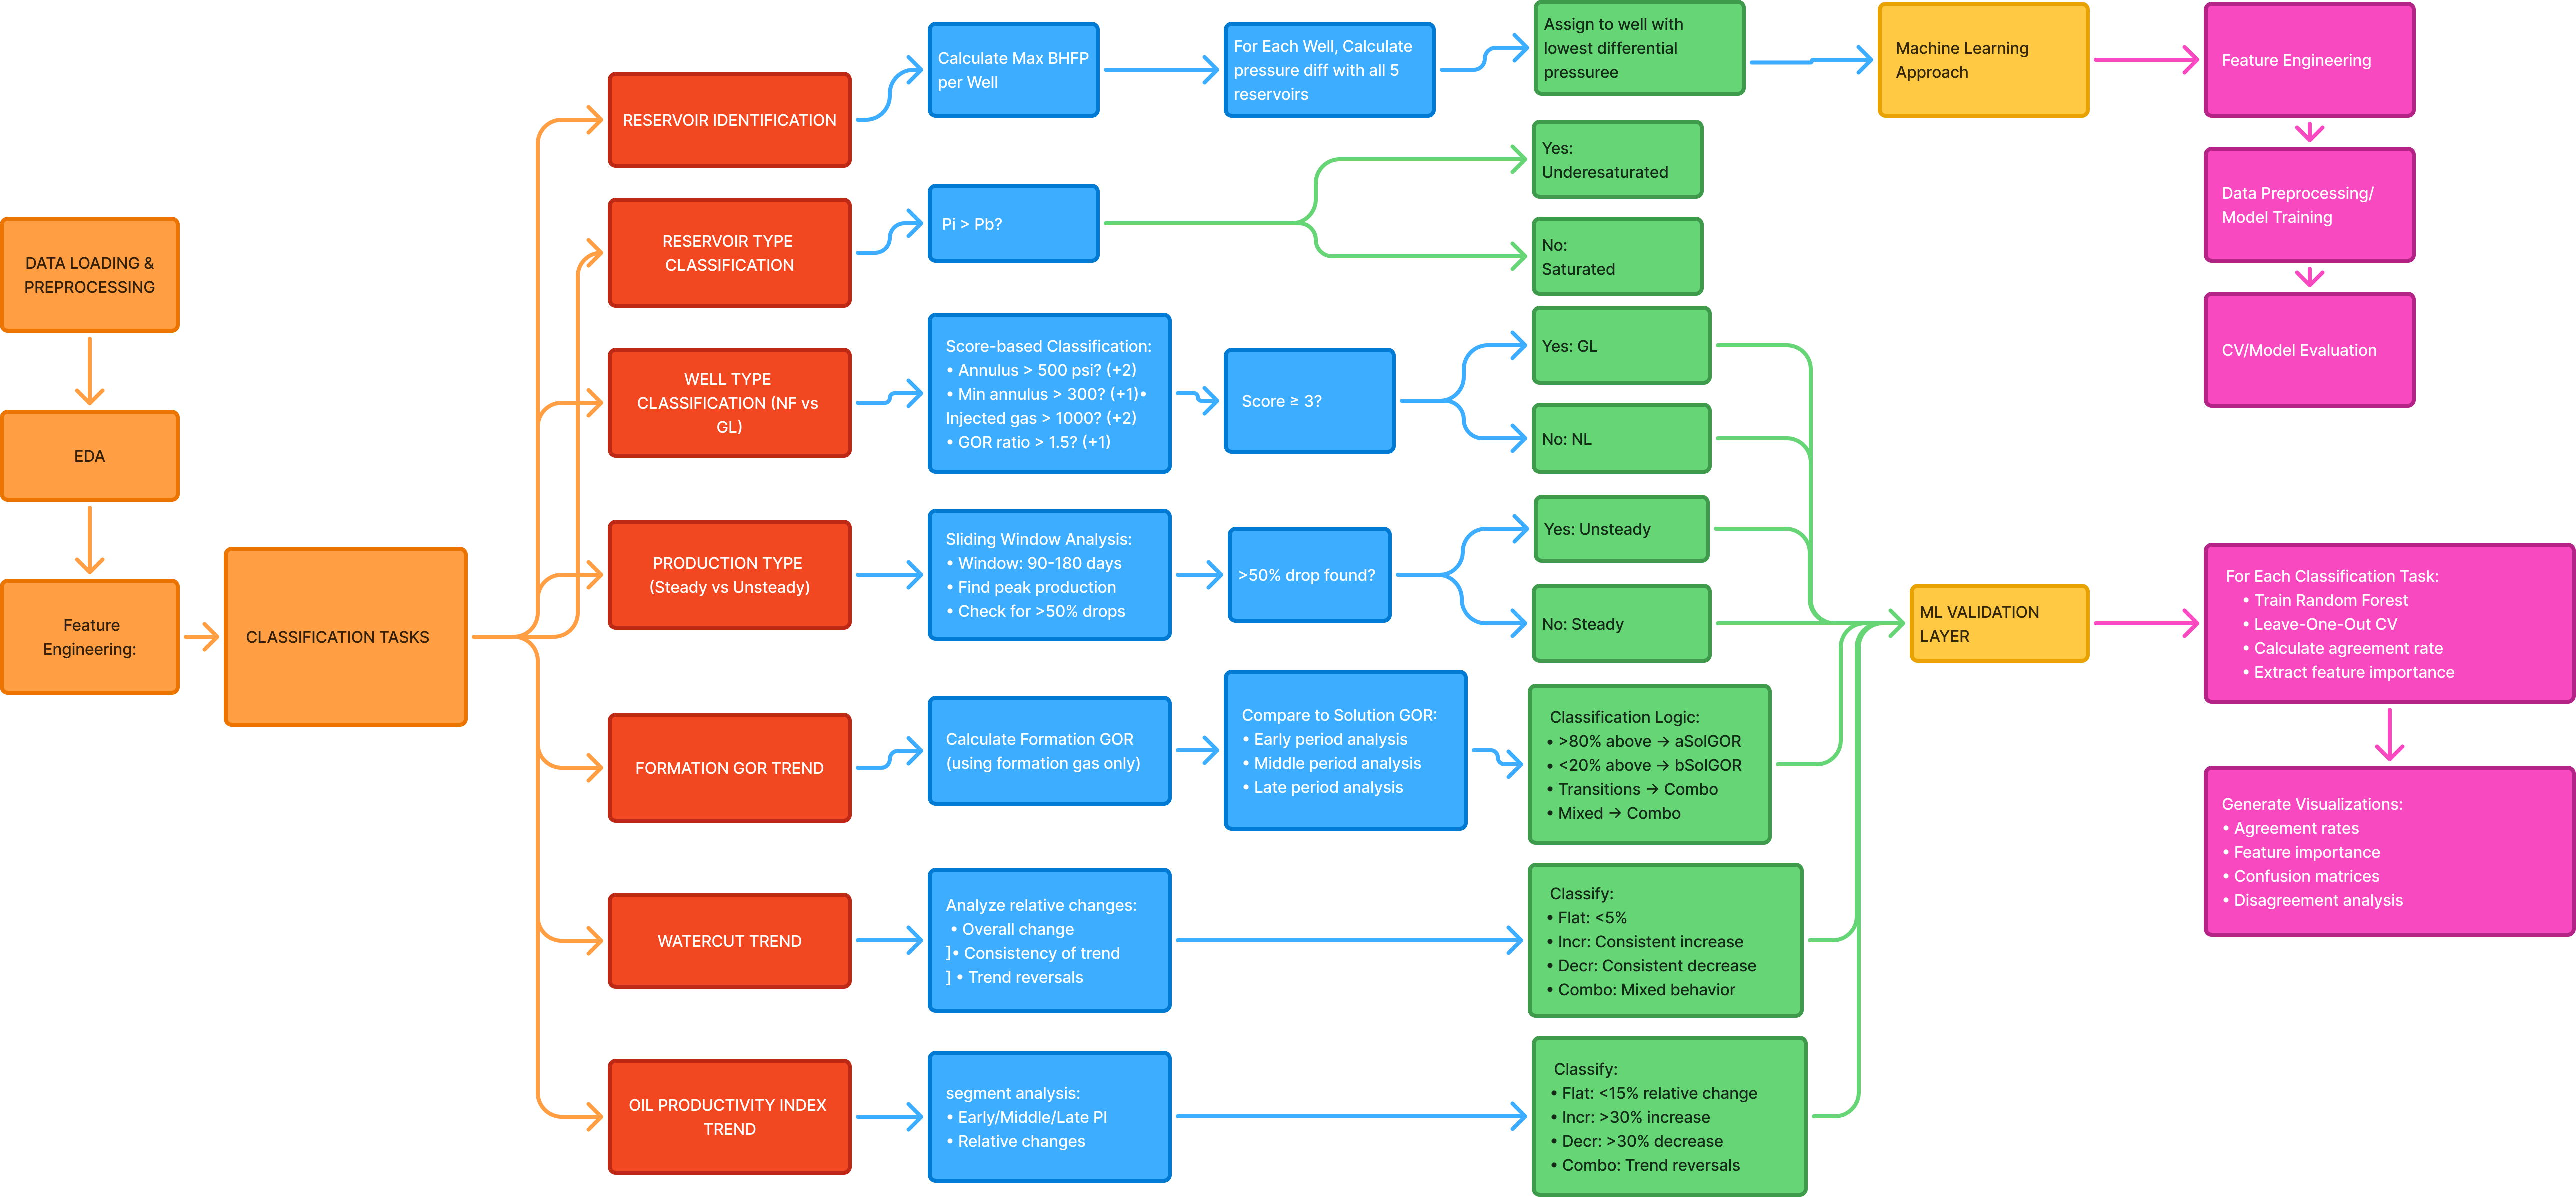 DATA LOADING &
PREPROCESSING
EDA
Feature
Engineering:
CLASSIFICATION TASKS
RESERVOIR IDENTIFICATION
Calculate Max BHFP
per Well
For Each Well, Calculate
pressure diff with all 5
reservoirs
Assign to well with
lowest differential
pressuree
Machine Learning
Approach
Feature Engineering
Data Preprocessing/
Model Training
CV/Model Evaluation
RESERVOIR TYPE
CLASSIFICATION
Pi > Pb?
Yes:
Underesaturated
No:
Saturated
WELL TYPE
CLASSIFICATION (NF vs
GL)
Score-based Classification:
• Annulus > 500 psi? (+2)
• Min annulus > 300? (+1)•
Injected gas > 1000? (+2)
• GOR ratio > 1.5? (+1)
Score ≥ 3?
Yes: GL
No: NL
PRODUCTION TYPE
(Steady vs Unsteady)
Sliding Window Analysis:
• Window: 90-180 days
• Find peak production
• Check for >50% drops
>50% drop found?
Yes: Unsteady
No: Steady
FORMATION GOR TREND
Calculate Formation GOR
(using formation gas only)
Compare to Solution GOR:
• Early period analysis
• Middle period analysis
• Late period analysis
Classification Logic:
• >80% above → aSolGOR
• <20% above → bSolGOR
• Transitions → Combo
• Mixed → Combo
WATERCUT TREND
Analyze relative changes:
• Overall change
]• Consistency of trend
] • Trend reversals
Classify:
• Flat: <5%
• Incr: Consistent increase
• Decr: Consistent decrease
• Combo: Mixed behavior
OIL PRODUCTIVITY INDEX
TREND
segment analysis:
• Early/Middle/Late PI
• Relative changes
Classify:
• Flat: <15% relative change
• Incr: >30% increase
• Decr: >30% decrease
• Combo: Trend reversals
ML VALIDATION
LAYER
For Each Classification Task:
• Train Random Forest
• Leave-One-Out CV
• Calculate agreement rate
• Extract feature importance
Generate Visualizations:
• Agreement rates
• Feature importance
• Confusion matrices
• Disagreement analysis